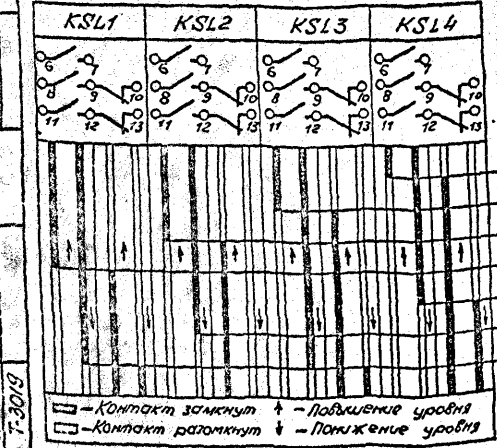 KSL1 KSL2 KSL3 KSL4
6 7 6 7 6 7 6 7
8 9 10 8 9 10 8 9 10 8 9 10
11 12 13 11 12 13 11 12 13 11 12 13
- Контакт замкнут ↑ - Повышение уровня
- Контакт разомкнут ↓ - Понижение уровня
Т-3019